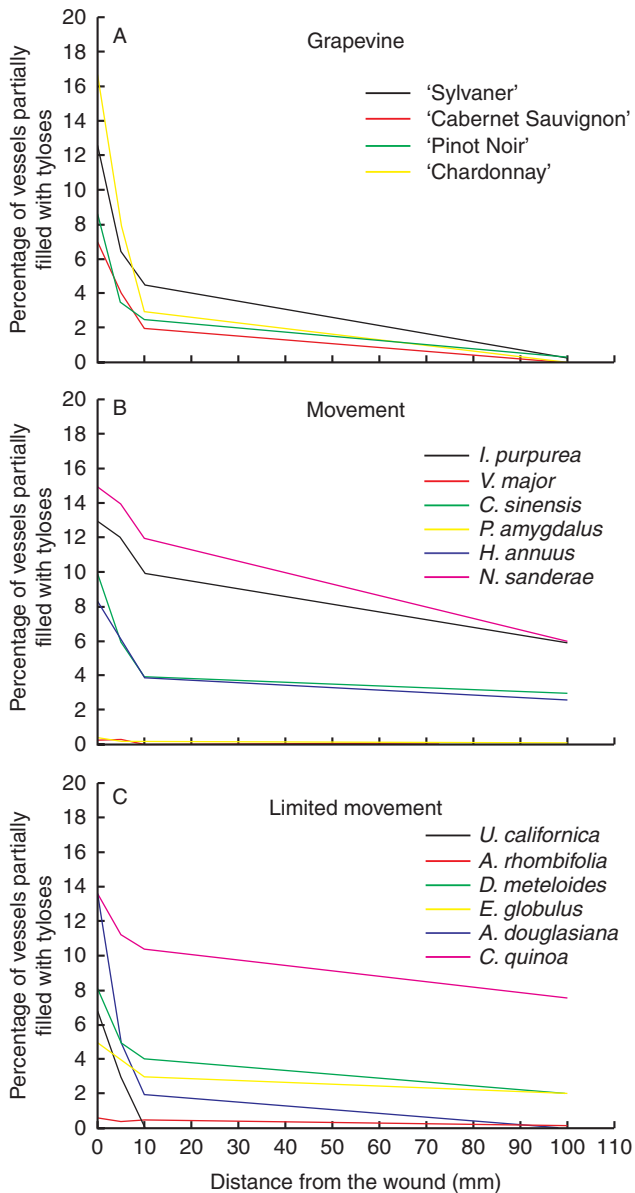 A
Grapevine
'Sylvaner'
'Cabernet Sauvignon'
'Pinot Noir'
'Chardonnay'
Percentage of vessels partially
filled with tyloses
20
18
16
14
12
10
8
6
4
2
0
B
Movement
I. purpurea
V. major
C. sinensis
P. amygdalus
H. annuus
N. sanderae
Percentage of vessels partially
filled with tyloses
20
18
16
14
12
10
8
6
4
2
0
C
Limited movement
U. californica
A. rhombifolia
D. meteloides
E. globulus
A. douglasiana
C. quinoa
Percentage of vessels partially
filled with tyloses
20
18
16
14
12
10
8
6
4
2
0
0 10 20 30 40 50 60 70 80 90 100 110
Distance from the wound (mm)